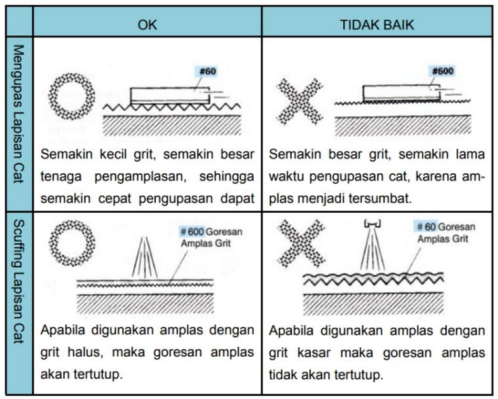 OK
TIDAK BAIK
Mengupas Lapisan Cat
#60
Semakin kecil grit, semakin besar
tenaga pengamplasan, sehingga
semakin cepat pengupasan dapat
#600
Semakin besar grit, semakin lama
waktu pengupasan cat, karena am-
plas menjadi tersumbat.
Scuffing Lapisan Cat
# 600 Goresan
Amplas Grit
Apabila digunakan amplas dengan
grit halus, maka goresan amplas
akan tertutup.
# 60 Goresan
Amplas Grit
Apabila digunakan amplas dengan
grit kasar maka goresan amplas
tidak akan tertutup.